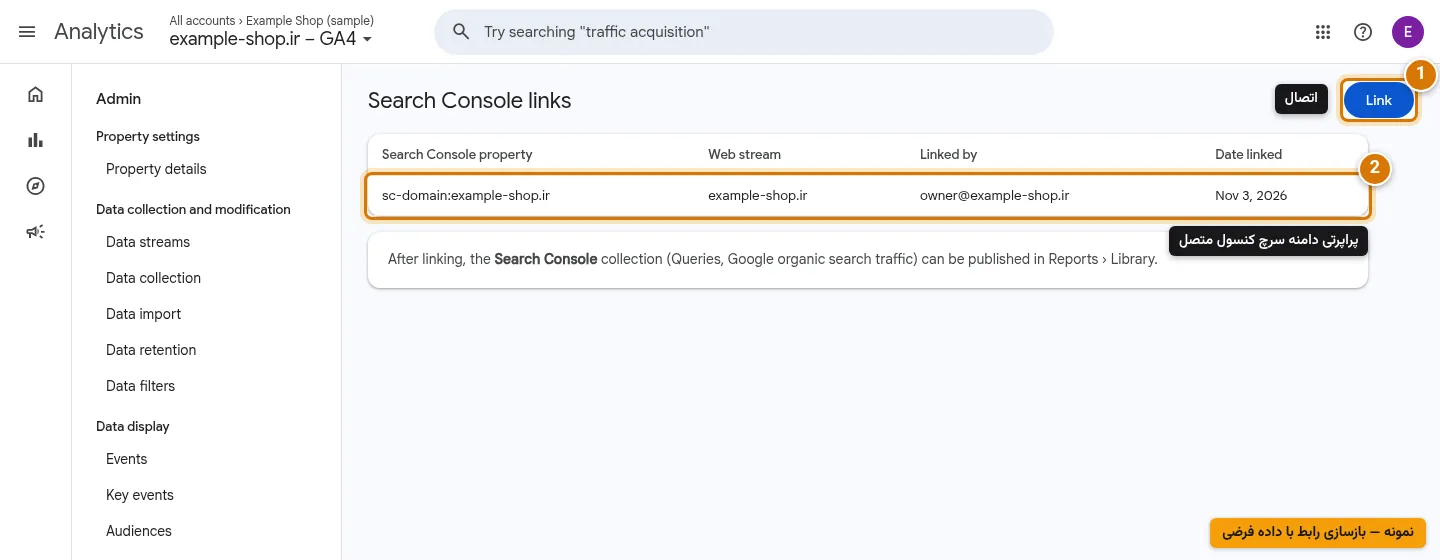 Analytics
All accounts › Example Shop (sample)
example-shop.ir – GA4
Try searching "traffic acquisition"
E
Admin
Property settings
Property details
Data collection and modification
Data streams
Data collection
Data import
Data retention
Data filters
Data display
Events
Key events
Audiences
Search Console links
اتصال
Link
1
Search Console property Web stream Linked by Date linked
2
sc-domain:example-shop.ir example-shop.ir owner@example-shop.ir Nov 3, 2026
پراپرتی دامنه سرچ کنسول متصل
After linking, the Search Console collection (Queries, Google organic search traffic) can be published in Reports › Library.
نمونه — بازسازی رابط با داده فرضی